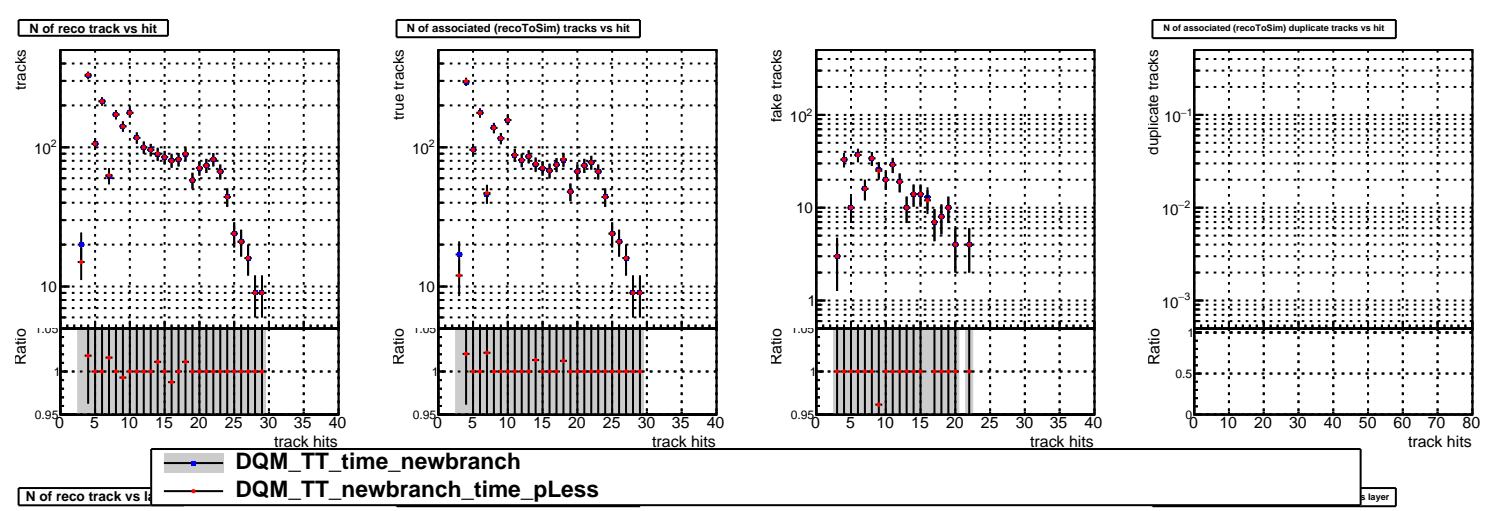 N of reco track vs hit
N of associated (recoToSim) tracks vs hit
N of associated (recoToSim) duplicate tracks vs hit
tracks
10²
10
Ratio
1.05
1
0.95
0 5 10 15 20 25 30 35 40
track hits
true tracks
10²
10
Ratio
1.05
1
0.95
0 5 10 15 20 25 30 35 40
track hits
fake tracks
10²
10
1
Ratio
1.05
1
0.95
0 5 10 15 20 25 30 35 40
track hits
duplicate tracks
10⁻¹
10⁻²
10⁻³
Ratio
1
0.5
0
0 10 20 30 40 50 60 70 80
track hits
DQM_TT_time_newbranch
DQM_TT_newbranch_time_pLess
N of reco track vs la
s layer